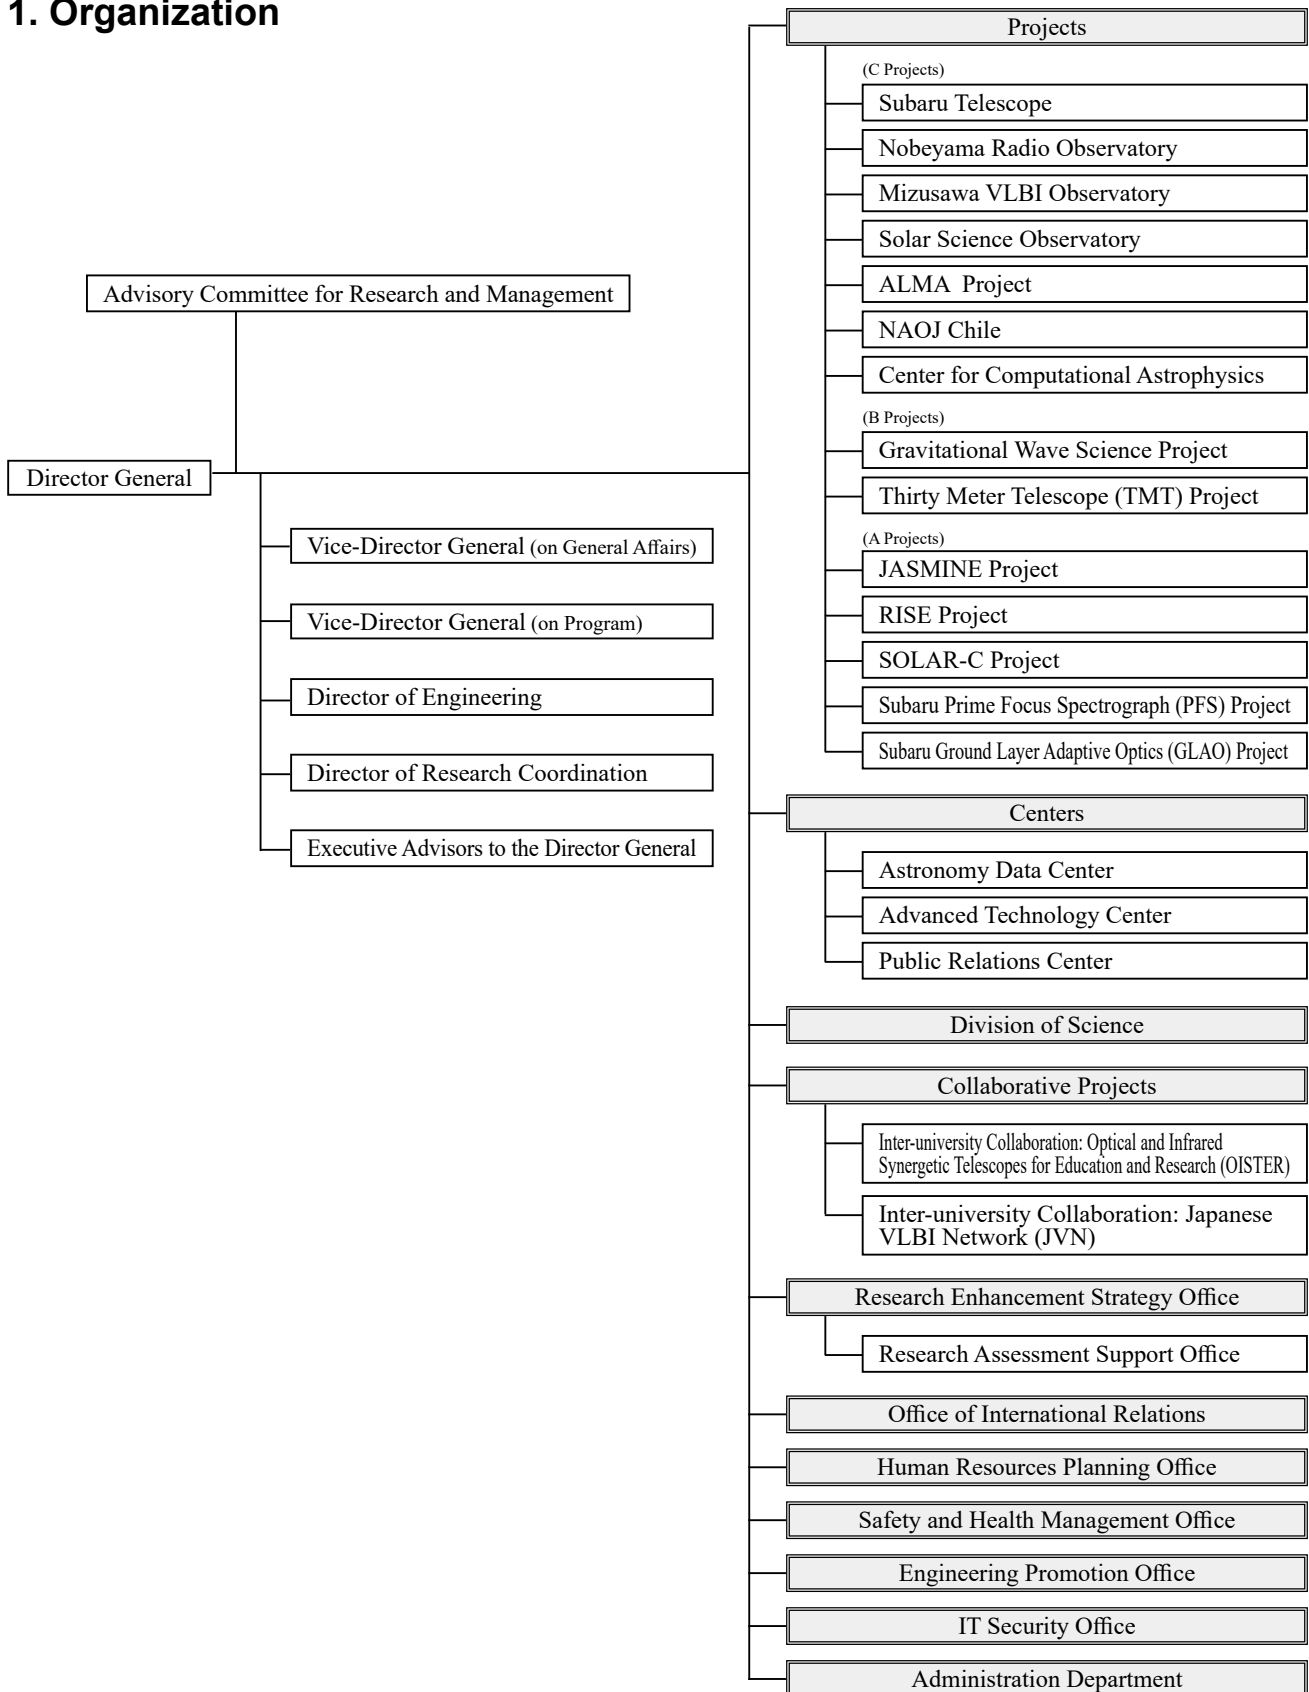 1. Organization
Advisory Committee for Research and Management
Director General
Vice-Director General (on General Affairs)
Vice-Director General (on Program)
Director of Engineering
Director of Research Coordination
Executive Advisors to the Director General
Projects
(C Projects)
Subaru Telescope
Nobeyama Radio Observatory
Mizusawa VLBI Observatory
Solar Science Observatory
ALMA Project
NAOJ Chile
Center for Computational Astrophysics
(B Projects)
Gravitational Wave Science Project
Thirty Meter Telescope (TMT) Project
(A Projects)
JASMINE Project
RISE Project
SOLAR-C Project
Subaru Prime Focus Spectrograph (PFS) Project
Subaru Ground Layer Adaptive Optics (GLAO) Project
Centers
Astronomy Data Center
Advanced Technology Center
Public Relations Center
Division of Science
Collaborative Projects
Inter-university Collaboration: Optical and Infrared
Synergetic Telescopes for Education and Research (OISTER)
Inter-university Collaboration: Japanese
VLBI Network (JVN)
Research Enhancement Strategy Office
Research Assessment Support Office
Office of International Relations
Human Resources Planning Office
Safety and Health Management Office
Engineering Promotion Office
IT Security Office
Administration Department